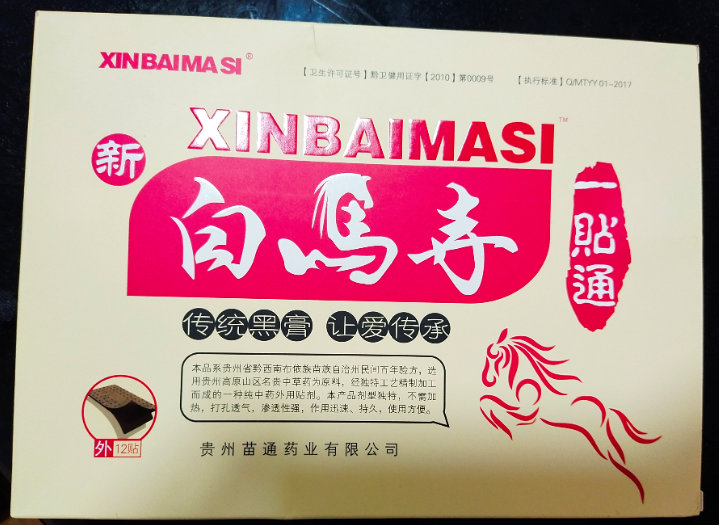 XINBAIMASI®
【卫生许可证号】黔卫健用证字【2010】第0009号
【执行标准】Q/MTYY 01-2017
XINBAIMASI™
新
白馬寺
一貼通
传统黑膏 让爱传承
本品系贵州省黔西南布依族苗族自治州民间百年验方，选
用贵州高原山区名贵中草药为原料，经独特工艺精制加工
而成的一种纯中药外用贴剂。本产品剂型独特，不需加
热，打孔透气，渗透性强，作用迅速、持久，使用方便。
外12贴
贵州苗通药业有限公司